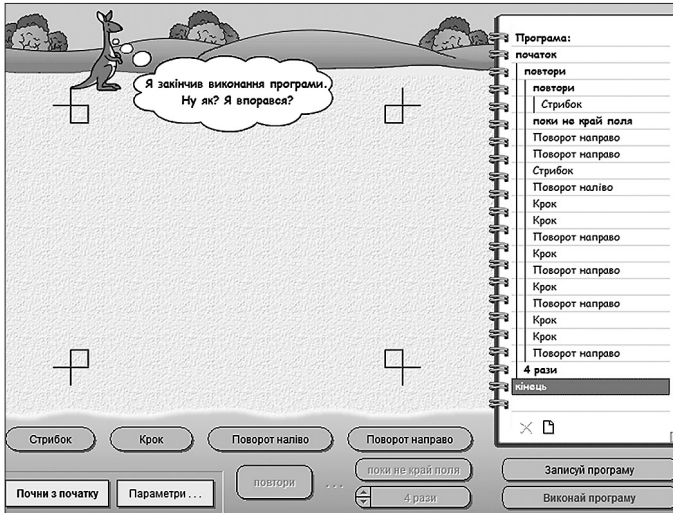 Я закінчив виконання програми.
Ну як? Я впорався?
Програма:
початок
повтори
повтори
Стрибок
поки не край поля
Поворот направо
Поворот направо
Стрибок
Поворот наліво
Крок
Крок
Поворот направо
Крок
Поворот направо
Крок
Поворот направо
Крок
Крок
Поворот направо
4 рази
кінець
Стрибок
Крок
Поворот наліво
Поворот направо
повтори
. . .
поки не край поля
4 рази
Почни з початку
Параметри . . .
Записуй програму
Виконай програму